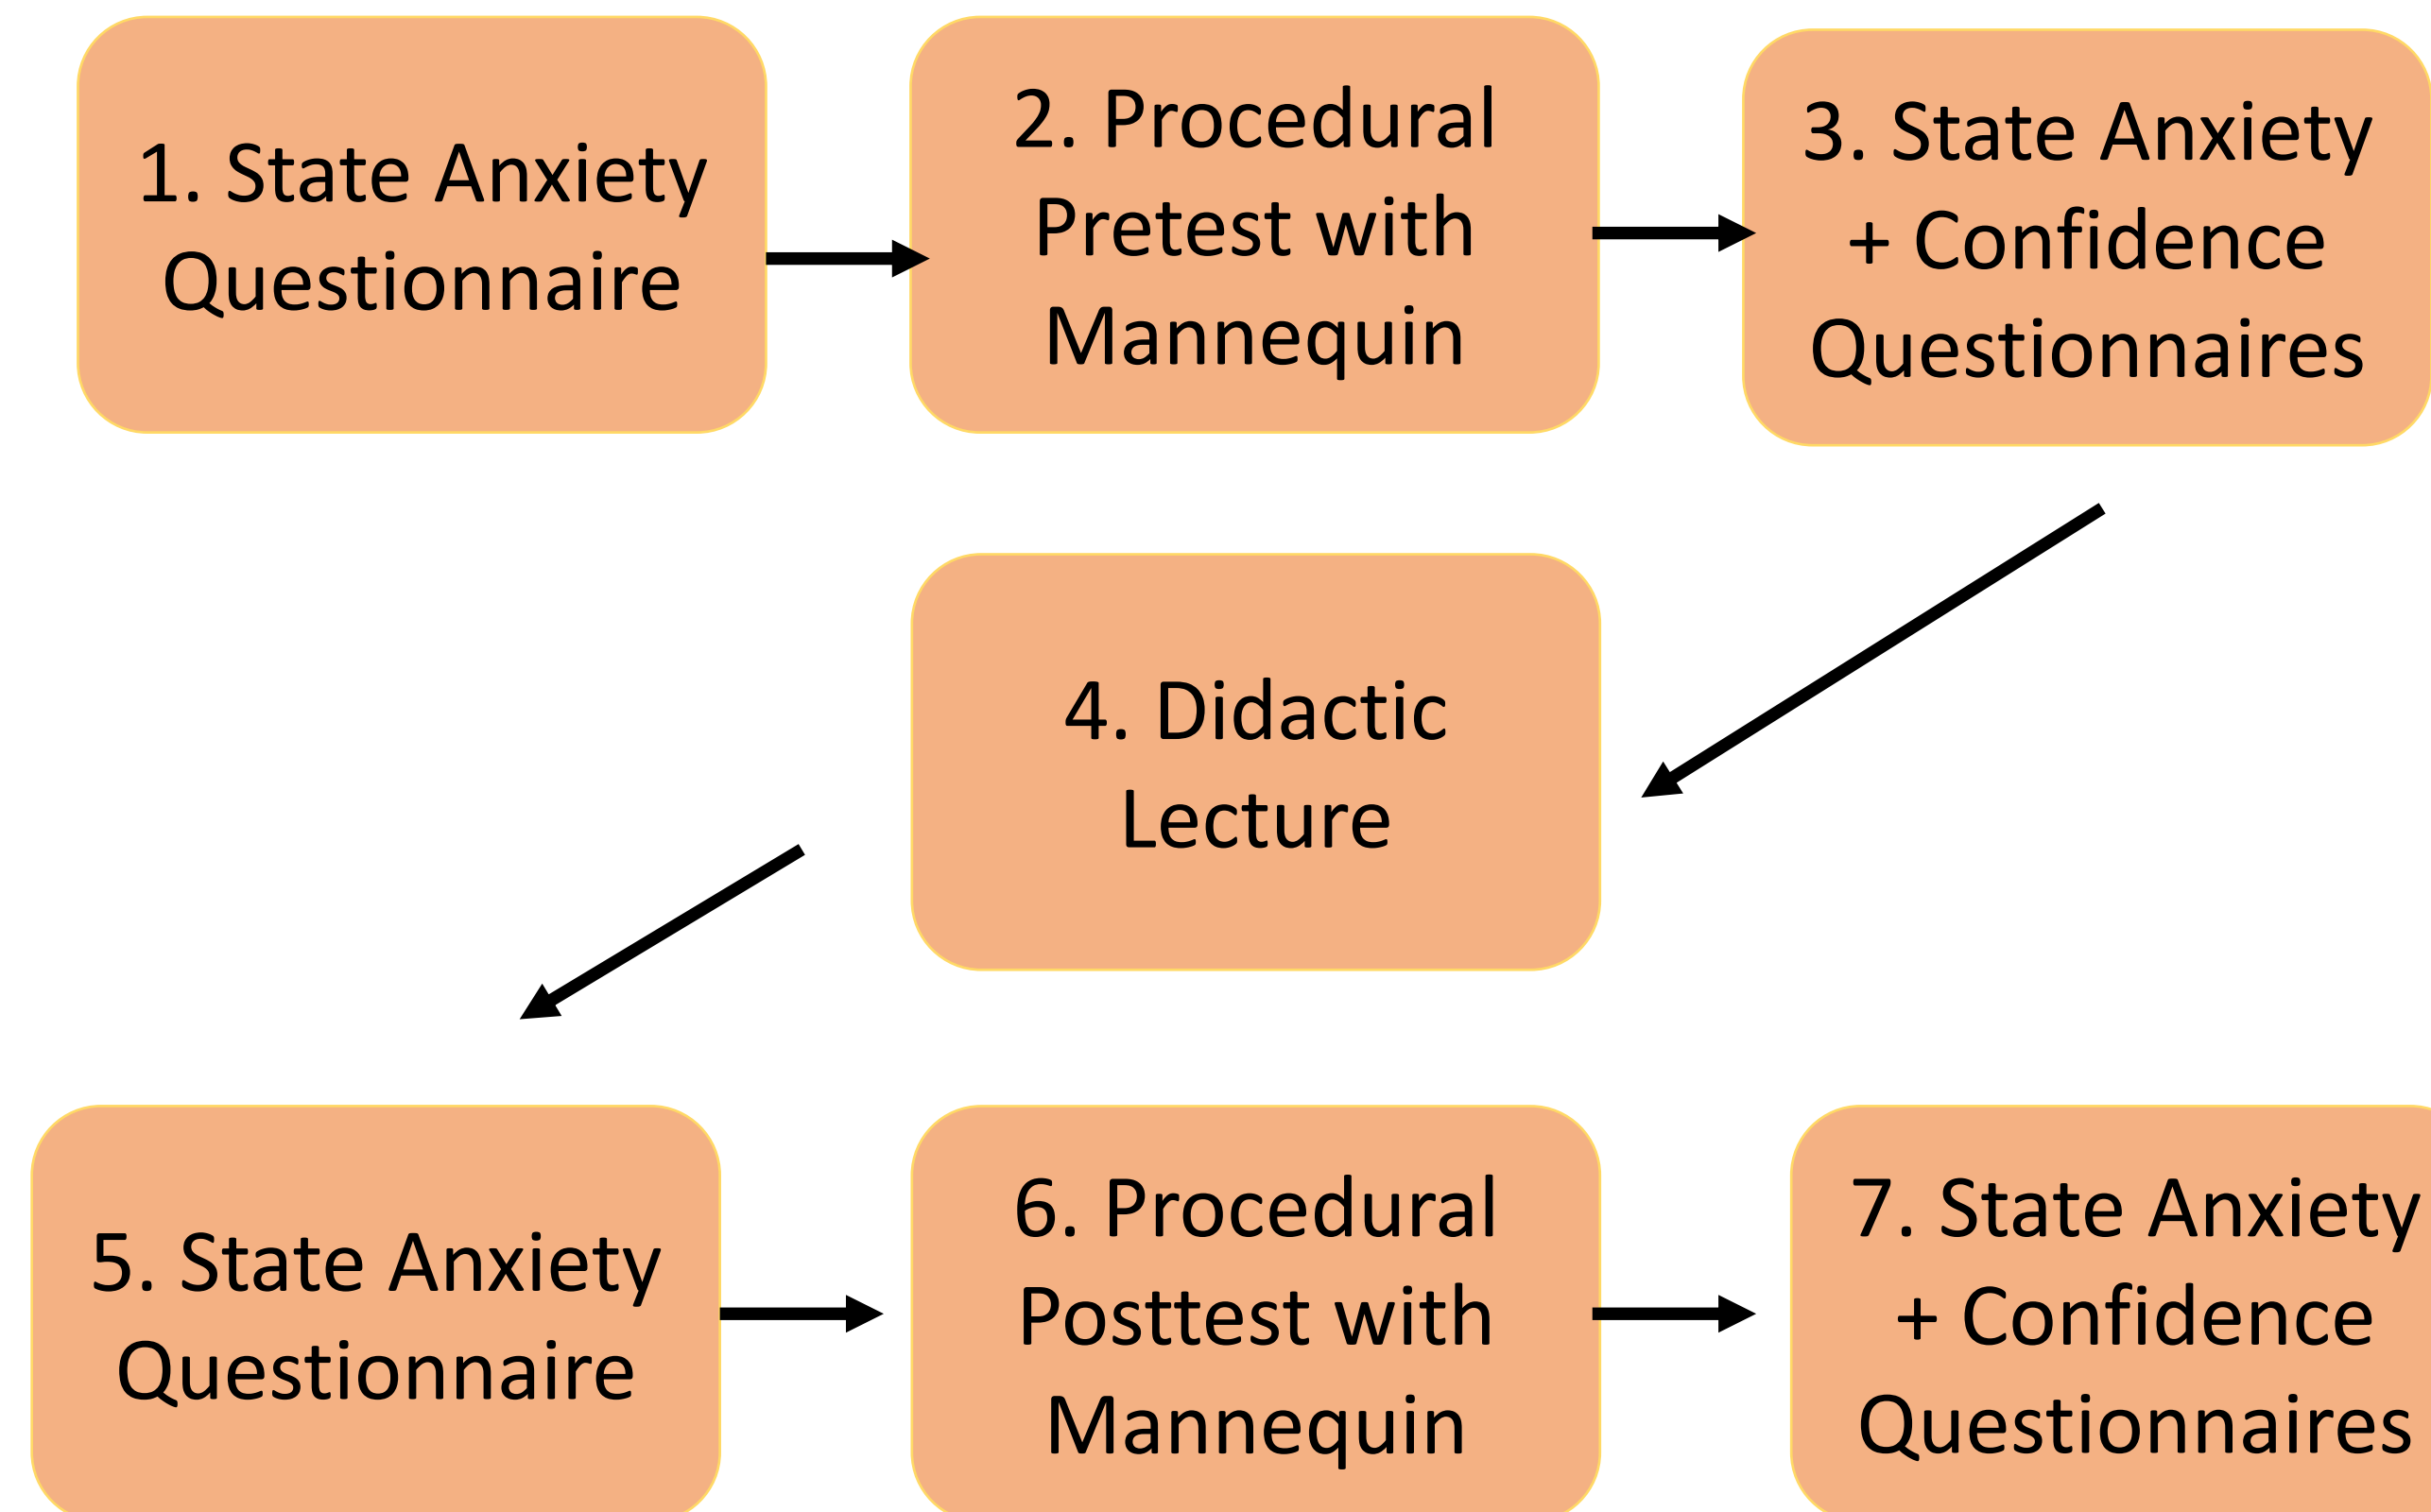 1. State Anxiety
Questionnaire
2. Procedural
Pretest with
Mannequin
3. State Anxiety
+ Confidence
Questionnaires
4. Didactic
Lecture
5. State Anxiety
Questionnaire
6. Procedural
Posttest with
Mannequin
7. State Anxiety
+ Confidence
Questionnaires